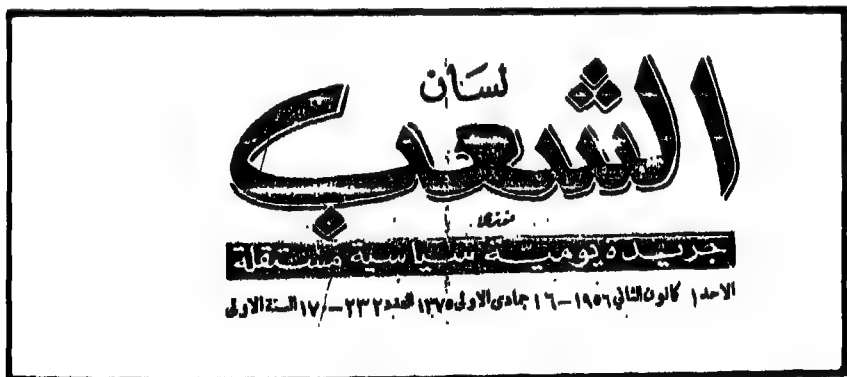 لسان
الشعب
جريدة يومية سياسية مستقلة
الاحد ١ كانون الثاني ١٩٥٦ - ١٦ جمادى الاولى ١٣٧٥ العدد ٢٣٢ - ١٧٠ السنة الاولى